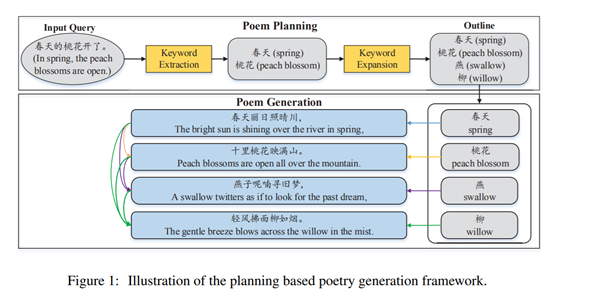 Poem Planning
Input Query
春天的桃花开了。
(In spring, the peach
blossoms are open.)
Keyword
Extraction
春天 (spring)
桃花 (peach blossom)
Keyword
Expansion
Outline
春天 (spring)
桃花 (peach blossom)
燕 (swallow)
柳 (willow)
Poem Generation
春天丽日照晴川，
The bright sun is shining over the river in spring,
春天
spring
十里桃花映满山。
Peach blossoms are open all over the mountain.
桃花
peach blossom
燕子呢喃寻旧梦，
A swallow twitters as if to look for the past dream,
燕
swallow
轻风拂面柳如烟。
The gentle breeze blows across the willow in the mist.
柳
willow
Figure 1: Illustration of the planning based poetry generation framework.